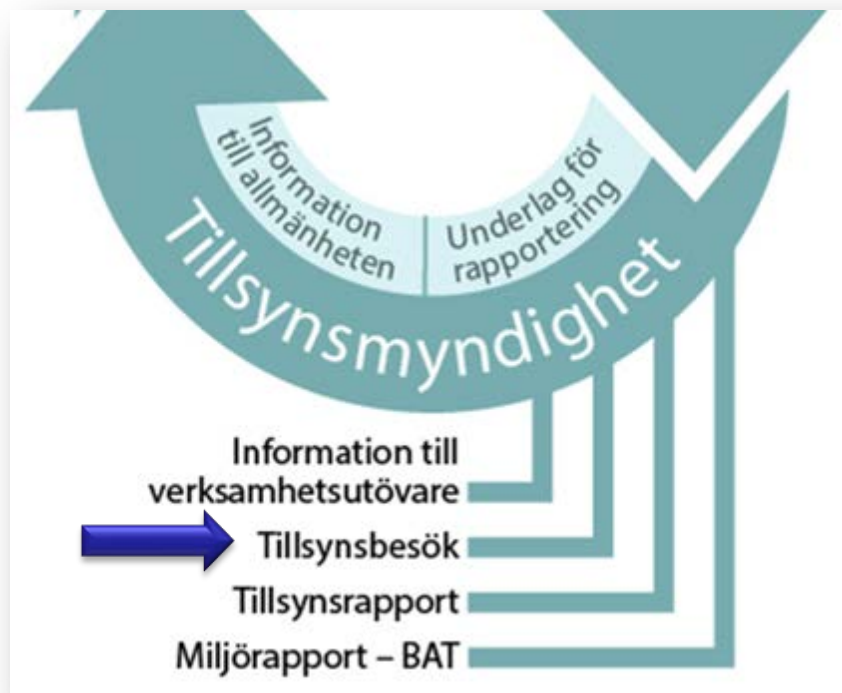 Information
till allmänheten
Underlag för
rapportering
Tillsynsmyndighet
Information till
verksamhetsutövare
Tillsynsbesök
Tillsynsrapport
Miljörapport – BAT